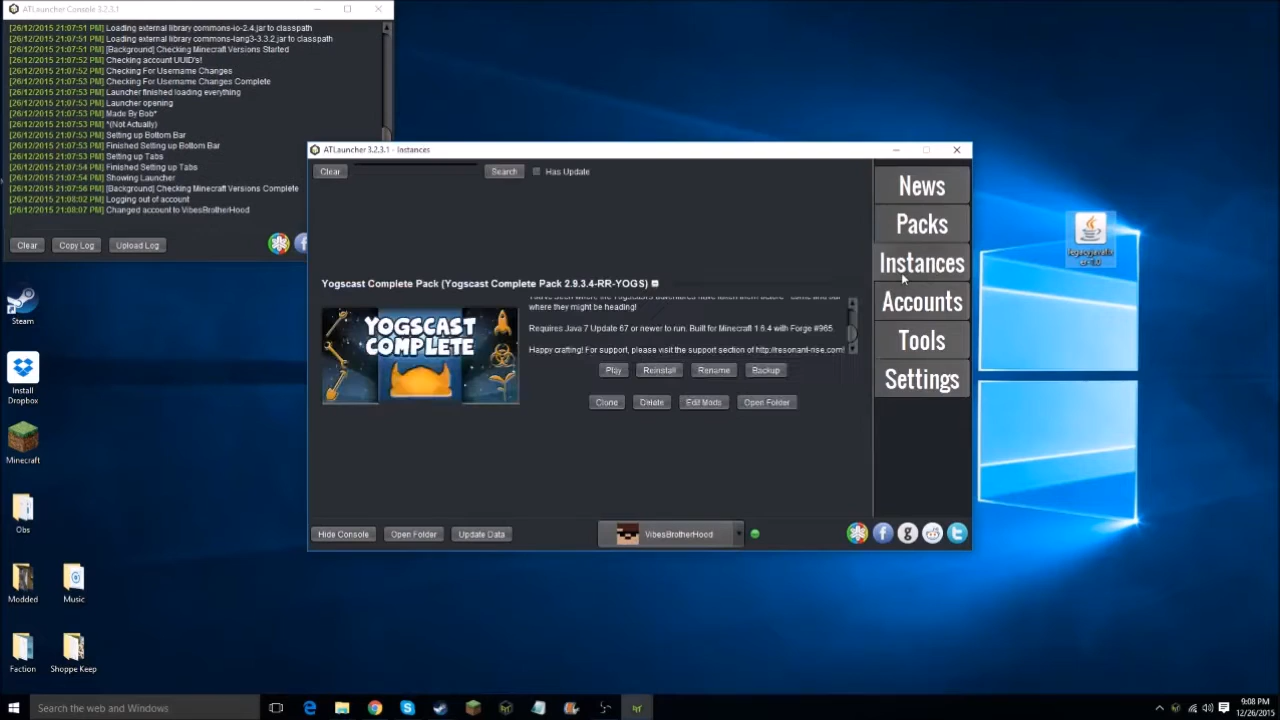 ATLauncher Console 3.2.3.1
[26/12/2015 21:07:51 PM] Loading external library commons-io-2.4.jar to classpath
[26/12/2015 21:07:51 PM] Loading external library commons-lang3-3.3.2.jar to classpath
[26/12/2015 21:07:51 PM] [Background] Checking Minecraft Versions Started
[26/12/2015 21:07:52 PM] Checking account UUID's!
[26/12/2015 21:07:53 PM] Checking For Username Changes
[26/12/2015 21:07:53 PM] Checking For Username Changes Complete
[26/12/2015 21:07:53 PM] Launcher finished loading everything
[26/12/2015 21:07:53 PM] Launcher opening
[26/12/2015 21:07:53 PM] Made By Bob*
[26/12/2015 21:07:53 PM] *(Not Actually)
[26/12/2015 21:07:53 PM] Setting up Bottom Bar
[26/12/2015 21:07:53 PM] Finished Setting up Bottom Bar
[26/12/2015 21:07:53 PM] Setting up Tabs
[26/12/2015 21:07:54 PM] Finished Setting up Tabs
[26/12/2015 21:07:54 PM] Showing Launcher
[26/12/2015 21:07:56 PM] [Background] Checking Minecraft Versions Complete
[26/12/2015 21:08:02 PM] Logging out of account
[26/12/2015 21:08:07 PM] Changed account to VibesBrotherHood
Clear Copy Log Upload Log
ATLauncher 3.2.3.1 - Instances
Clear Search Has Update
Yogscast Complete Pack (Yogscast Complete Pack 2.9.3.4-RR-YOGS)
YOGSCAST
COMPLETE
where they might be heading!
Requires Java 7 Update 67 or newer to run. Built for Minecraft 1.6.4 with Forge #965.
Happy crafting! For support, please visit the support section of http://resonant-rise.com!
Play Reinstall Rename Backup
Clone Delete Edit Mods Open Folder
News
Packs
Instances
Accounts
Tools
Settings
Hide Console Open Folder Update Data VibesBrotherHood
Steam
Install
Dropbox
Minecraft
Obs
Modded Music
Faction Shoppe Keep
Search the web and Windows
9:08 PM
12/26/2015